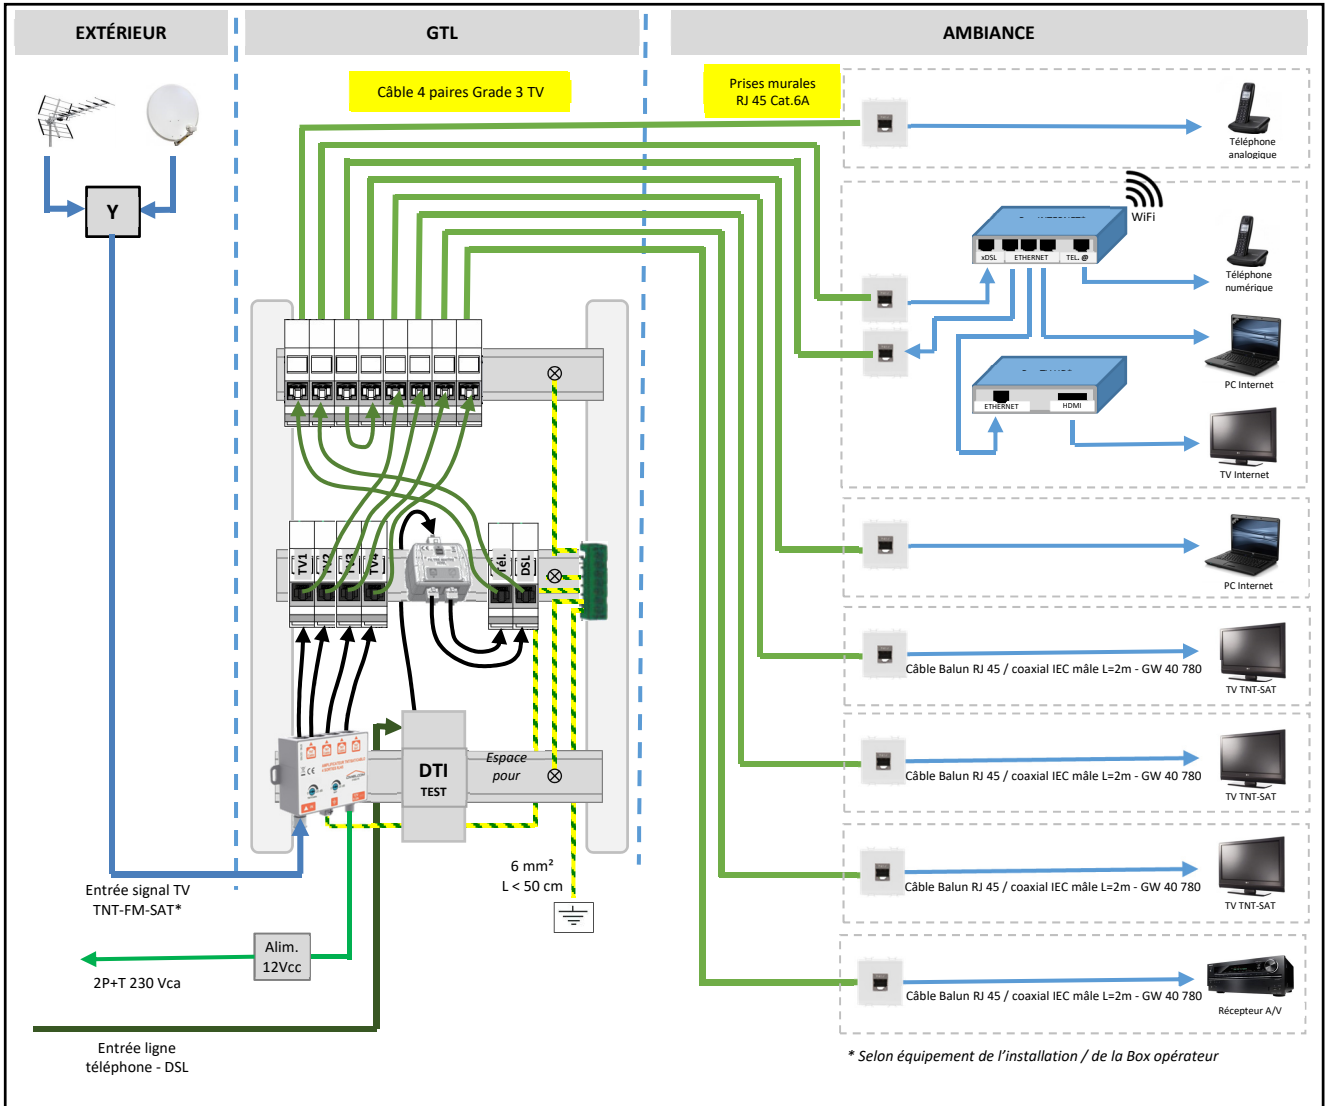 EXTÉRIEUR
GTL
AMBIANCE
Câble 4 paires Grade 3 TV
Prises murales
RJ 45 Cat.6A
Téléphone
analogique
Y
WiFi
xDSL
ETHERNET
TEL. @
Téléphone
numérique
PC Internet
ETHERNET
HDMI
TV Internet
TV1
TV2
TV3
TV4
Tél.
DSL
PC Internet
Câble Balun RJ 45 / coaxial IEC mâle L=2m - GW 40 780
TV TNT-SAT
DTI
TEST
Espace
pour
Câble Balun RJ 45 / coaxial IEC mâle L=2m - GW 40 780
TV TNT-SAT
6 mm²
L < 50 cm
Câble Balun RJ 45 / coaxial IEC mâle L=2m - GW 40 780
TV TNT-SAT
Entrée signal TV
TNT-FM-SAT*
Alim.
12Vcc
2P+T 230 Vca
Câble Balun RJ 45 / coaxial IEC mâle L=2m - GW 40 780
Récepteur A/V
Entrée ligne
téléphone - DSL
* Selon équipement de l’installation / de la Box opérateur